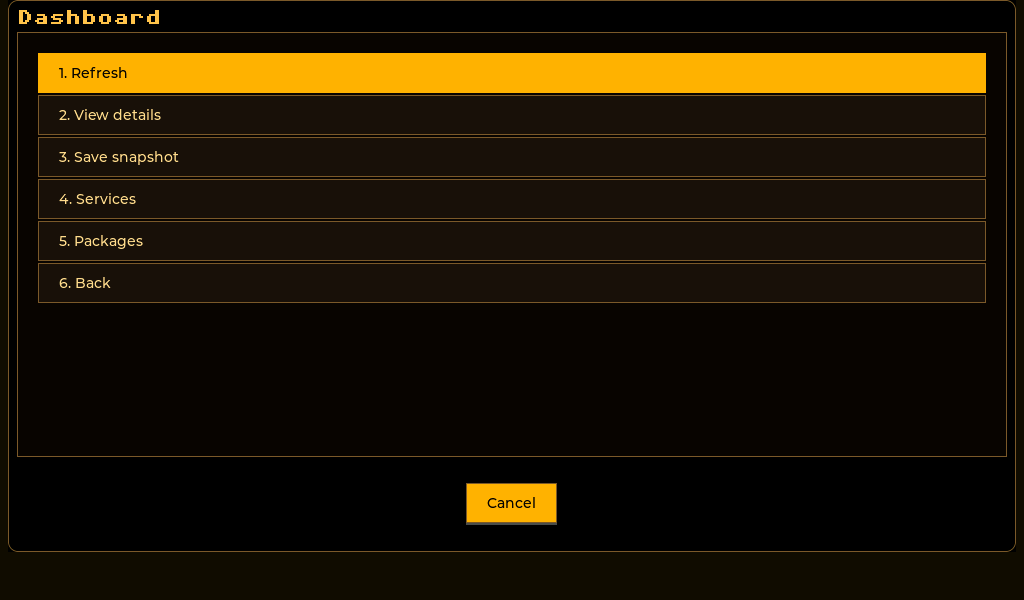 Dashboard
1. Refresh
2. View details
3. Save snapshot
4. Services
5. Packages
6. Back
Cancel